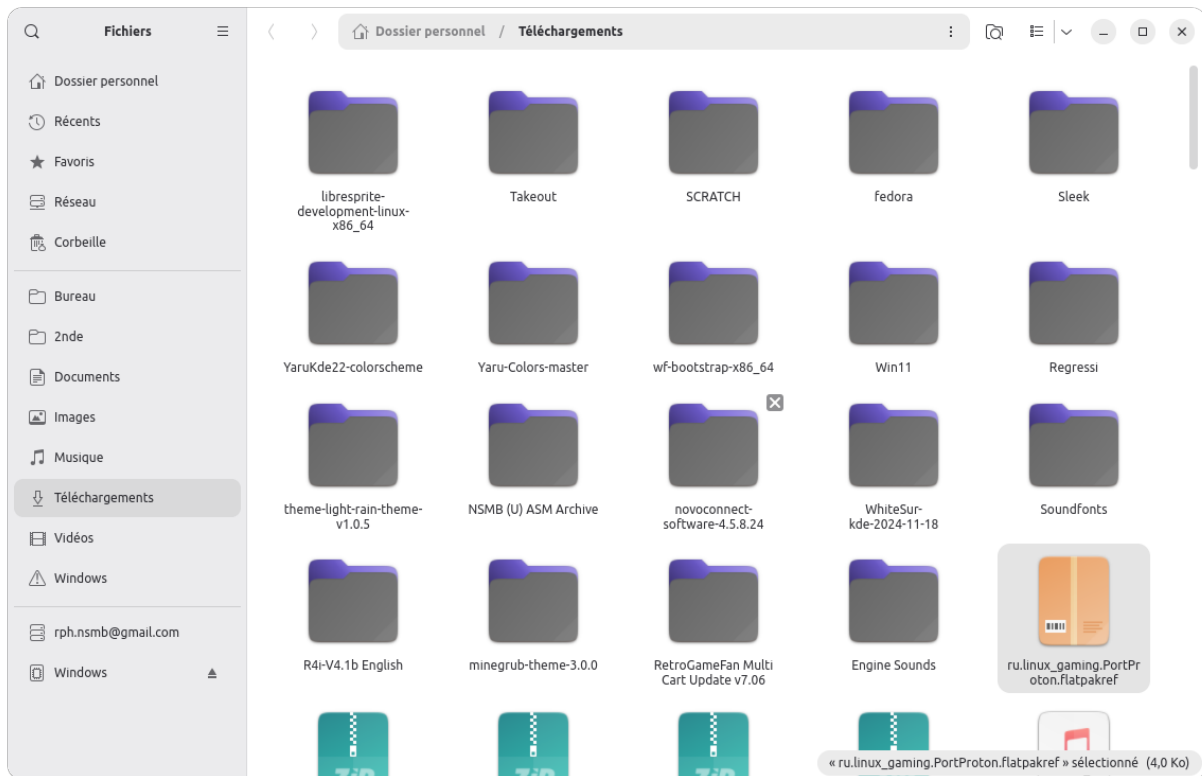 Fichiers
Dossier personnel / Téléchargements
Dossier personnel
Récents
Favoris
Réseau
Corbeille
Bureau
2nde
Documents
Images
Musique
Téléchargements
Vidéos
Windows
rph.nsmb@gmail.com
Windows
libresprite-
development-linux-
x86_64
Takeout
SCRATCH
fedora
Sleek
YaruKde22-colorscheme
Yaru-Colors-master
wf-bootstrap-x86_64
Win11
Regressi
theme-light-rain-theme-
v1.0.5
NSMB (U) ASM Archive
novoconnect-
software-4.5.8.24
WhiteSur-
kde-2024-11-18
Soundfonts
R4i-V4.1b English
minegrub-theme-3.0.0
RetroGameFan Multi
Cart Update v7.06
Engine Sounds
ru.linux_gaming.PortPr
oton.flatpakref
ZIP
ZIP
ZIP
« ru.linux_gaming.PortProton.flatpakref » sélectionné (4,0 Ko)